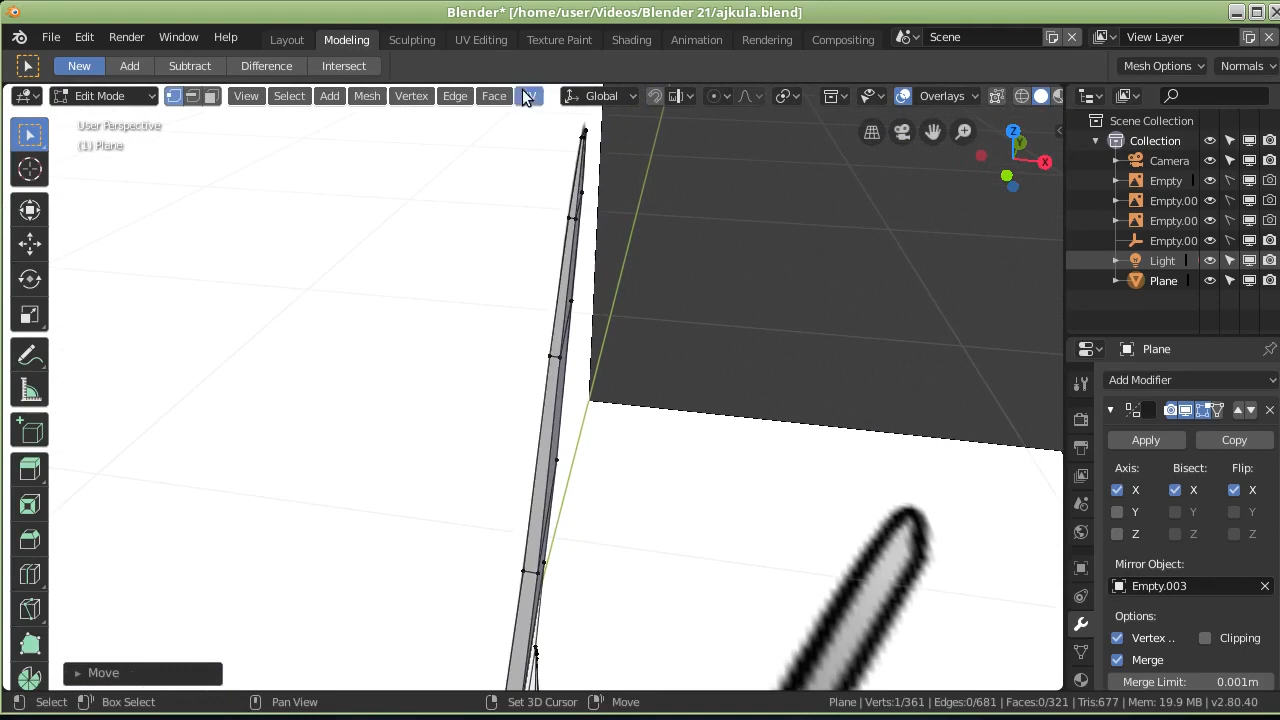 Blender* [/home/user/Videos/Blender 21/ajkula.blend]
File Edit Render Window Help Layout Modeling Sculpting UV Editing Texture Paint Shading Animation Rendering Compositing Scene View Layer
New Add Subtract Difference Intersect Mesh Options Normals
Edit Mode View Select Add Mesh Vertex Edge Face Global Overlays
User Perspective
(1) Plane
Z
Y
X
Scene Collection
Collection
Camera
Empty
Empty.00
Empty.00
Empty.00
Light
Plane
Plane
Add Modifier
Apply Copy
Axis: Bisect: Flip:
X X X
Y Y Y
Z Z Z
Mirror Object:
Empty.003
Options:
Vertex .. Clipping
Merge
Merge Limit: 0.001m
Move
Select Box Select Pan View Set 3D Cursor Move Plane | Verts:1/361 | Edges:0/681 | Faces:0/321 | Tris:677 | Mem: 19.9 MB | v2.80.40